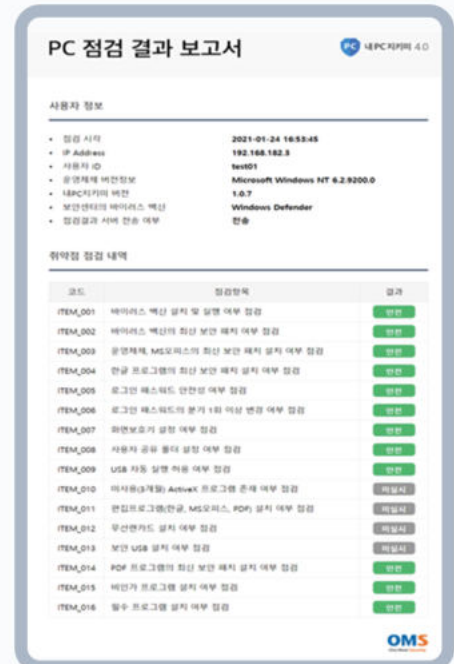 PC 점검 결과 보고서
PC 내PC지키미 4.0
사용자 정보
• 점검 시각 2021-01-24 16:53:45
• IP Address 192.168.182.3
• 사용자 ID test01
• 운영체제 버전정보 Microsoft Windows NT 6.2.9200.0
• 내PC지키미 버전 1.0.7
• 보안센터의 바이러스 백신 Windows Defender
• 점검결과 서버 전송 여부 전송
취약점 점검 내역
코드 점검항목 결과
ITEM_001 바이러스 백신 설치 및 실행 여부 점검 안전
ITEM_002 바이러스 백신의 최신 보안 패치 여부 점검 안전
ITEM_003 운영체제, MS오피스의 최신 보안 패치 설치 여부 점검 안전
ITEM_004 한글 프로그램의 최신 보안 패치 설치 여부 점검 안전
ITEM_005 로그인 패스워드 안전성 여부 점검 안전
ITEM_006 로그인 패스워드의 분기 1회 이상 변경 여부 점검 안전
ITEM_007 화면보호기 설정 여부 점검 안전
ITEM_008 사용자 공유 폴더 설정 여부 점검 안전
ITEM_009 USB 자동 실행 허용 여부 점검 안전
ITEM_010 미사용(3개월) ActiveX 프로그램 존재 여부 점검 미실시
ITEM_011 편집프로그램(한글, MS오피스, PDF) 설치 여부 점검 미실시
ITEM_012 무선랜카드 설치 여부 점검 미실시
ITEM_013 보안 USB 설치 여부 점검 미실시
ITEM_014 PDF 프로그램의 최신 보안 패치 설치 여부 점검 안전
ITEM_015 비인가 프로그램 설치 여부 점검 안전
ITEM_016 필수 프로그램 설치 여부 점검 안전
OMS